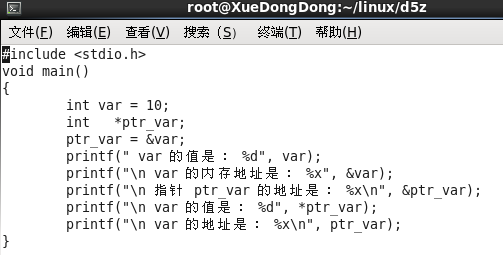 root@XueDongDong:~/linux/d5z
文件(F) 编辑(E) 查看(V) 搜索 (S) 终端(T) 帮助(H)
#include <stdio.h>
void main()
{
        int var = 10;
        int   *ptr_var;
        ptr_var = &var;
        printf(" var 的值是： %d", var);
        printf("\n var 的内存地址是： %x", &var);
        printf("\n 指针 ptr_var 的地址是： %x\n", &ptr_var);
        printf("\n var 的值是： %d", *ptr_var);
        printf("\n var 的地址是： %x\n", ptr_var);
}